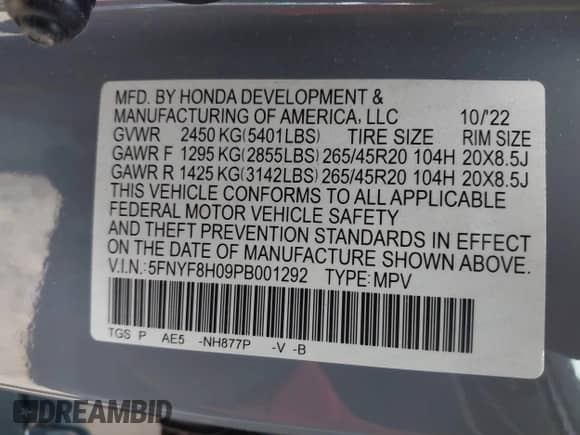 MFD. BY HONDA DEVELOPMENT &
MANUFACTURING OF AMERICA, LLC 10/'22
GVWR 2450 KG(5401LBS) TIRE SIZE RIM SIZE
GAWR F 1295 KG(2855LBS) 265/45R20 104H 20X8.5J
GAWR R 1425 KG(3142LBS) 265/45R20 104H 20X8.5J
THIS VEHICLE CONFORMS TO ALL APPLICABLE
FEDERAL MOTOR VEHICLE SAFETY
AND THEFT PREVENTION STANDARDS IN EFFECT
ON THE DATE OF MANUFACTURE SHOWN ABOVE.
V.I.N.:5FNYF8H09PB001292 TYPE:MPV
TGS P AE5 -NH877P -V -B
DREAMBID